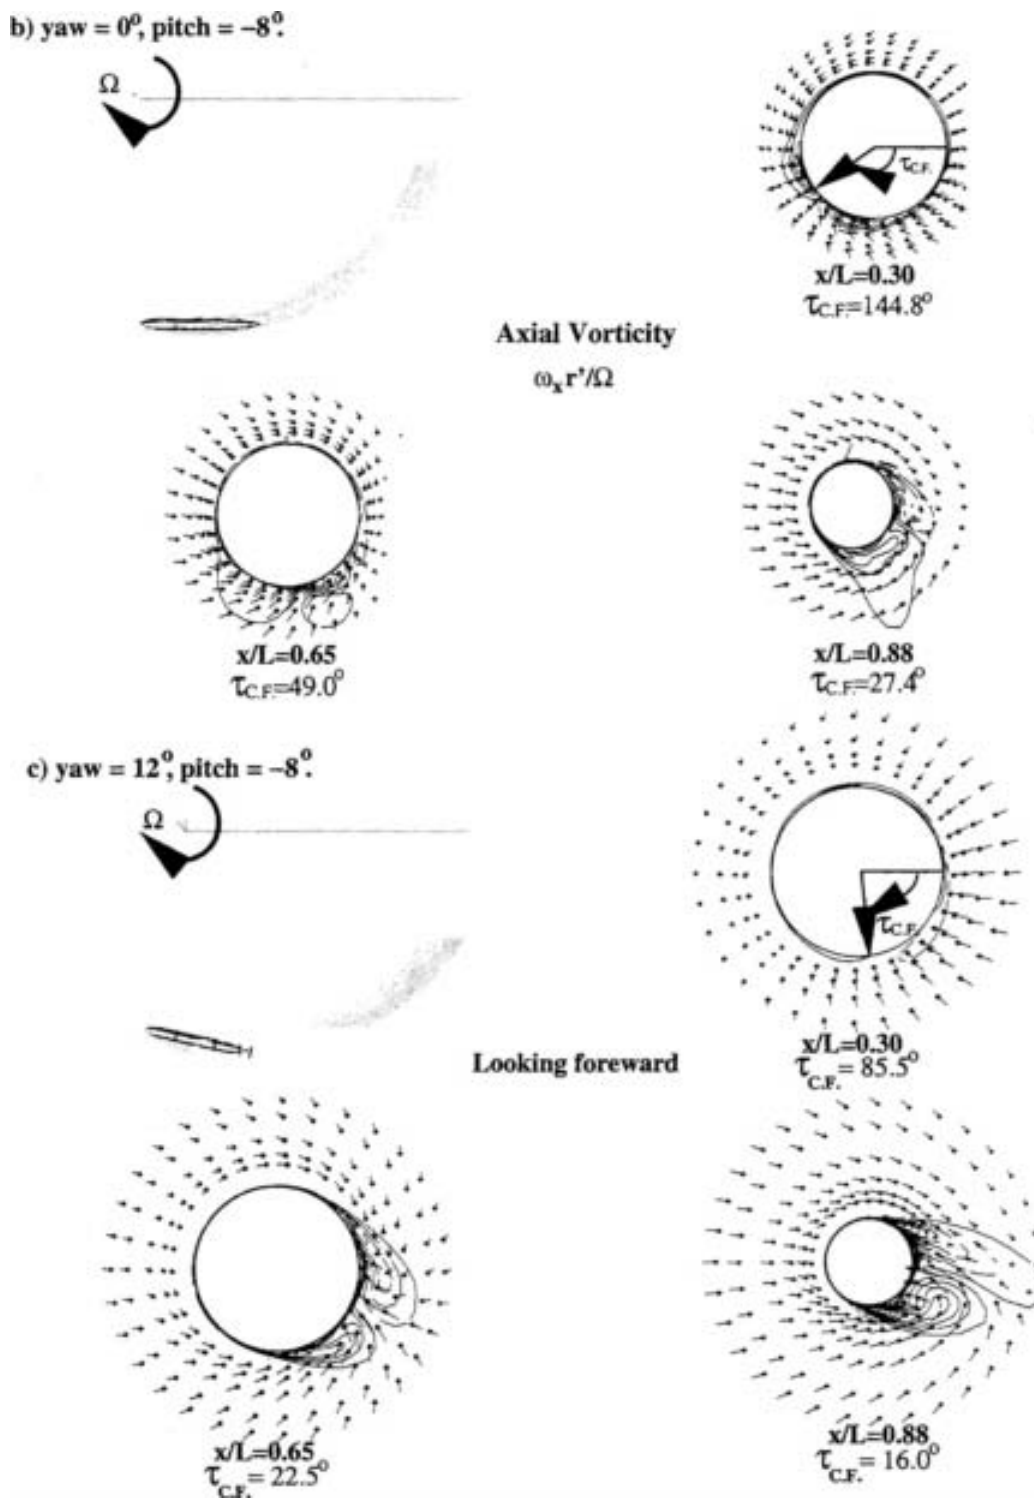 b) yaw = 0°, pitch = –8°.
Ω
τC.F.
x/L=0.30
τC.F.=144.8°
Axial Vorticity
ωx r'/Ω
x/L=0.65
τC.F.=49.0°
x/L=0.88
τC.F.=27.4°
c) yaw = 12°, pitch = –8°.
Ω
τC.F.
x/L=0.30
τC.F. = 85.5°
Looking foreward
x/L=0.65
τC.F. = 22.5°
x/L=0.88
τC.F. = 16.0°